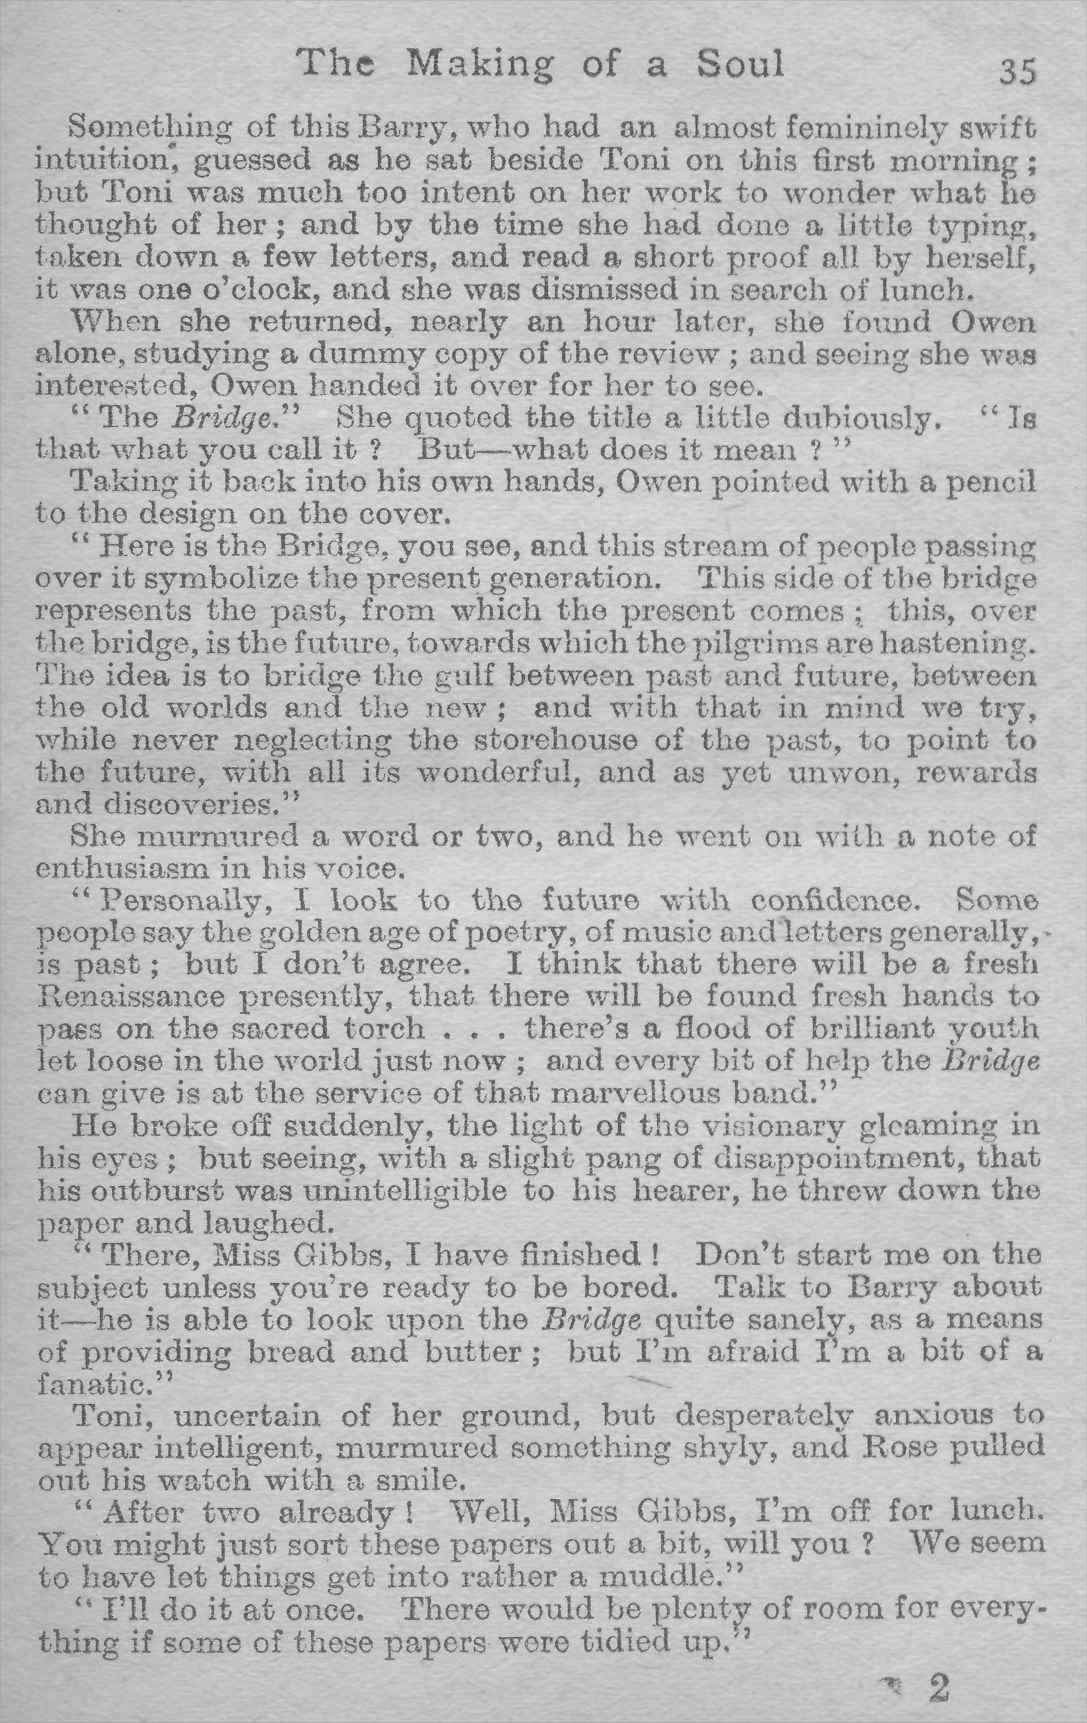 The Making of a Soul 35
Something of this Barry, who had an almost femininely swift
intuition, guessed as he sat beside Toni on this first morning ;
but Toni was much too intent on her work to wonder what he
thought of her ; and by the time she had done a little typing,
taken down a few letters, and read a short proof all by herself,
it was one o'clock, and she was dismissed in search of lunch.
When she returned, nearly an hour later, she found Owen
alone, studying a dummy copy of the review ; and seeing she was
interested, Owen handed it over for her to see.
“ The Bridge.” She quoted the title a little dubiously. “ Is
that what you call it ? But—what does it mean ? ”
Taking it back into his own hands, Owen pointed with a pencil
to the design on the cover.
“ Here is the Bridge, you see, and this stream of people passing
over it symbolize the present generation. This side of the bridge
represents the past, from which the present comes ; this, over
the bridge, is the future, towards which the pilgrims are hastening.
The idea is to bridge the gulf between past and future, between
the old worlds and the new ; and with that in mind we try,
while never neglecting the storehouse of the past, to point to
the future, with all its wonderful, and as yet unwon, rewards
and discoveries.”
She murmured a word or two, and he went on with a note of
enthusiasm in his voice.
“ Personally, I look to the future with confidence. Some
people say the golden age of poetry, of music and letters generally,
is past ; but I don't agree. I think that there will be a fresh
Renaissance presently, that there will be found fresh hands to
pass on the sacred torch . . . there's a flood of brilliant youth
let loose in the world just now ; and every bit of help the Bridge
can give is at the service of that marvellous band.”
He broke off suddenly, the light of the visionary gleaming in
his eyes ; but seeing, with a slight pang of disappointment, that
his outburst was unintelligible to his hearer, he threw down the
paper and laughed.
“ There, Miss Gibbs, I have finished ! Don't start me on the
subject unless you're ready to be bored. Talk to Barry about
it—he is able to look upon the Bridge quite sanely, as a means
of providing bread and butter ; but I'm afraid I'm a bit of a
fanatic.”
Toni, uncertain of her ground, but desperately anxious to
appear intelligent, murmured something shyly, and Rose pulled
out his watch with a smile.
“ After two already ! Well, Miss Gibbs, I'm off for lunch.
You might just sort these papers out a bit, will you ? We seem
to have let things get into rather a muddle.”
“ I'll do it at once. There would be plenty of room for every-
thing if some of these papers were tidied up.”
2